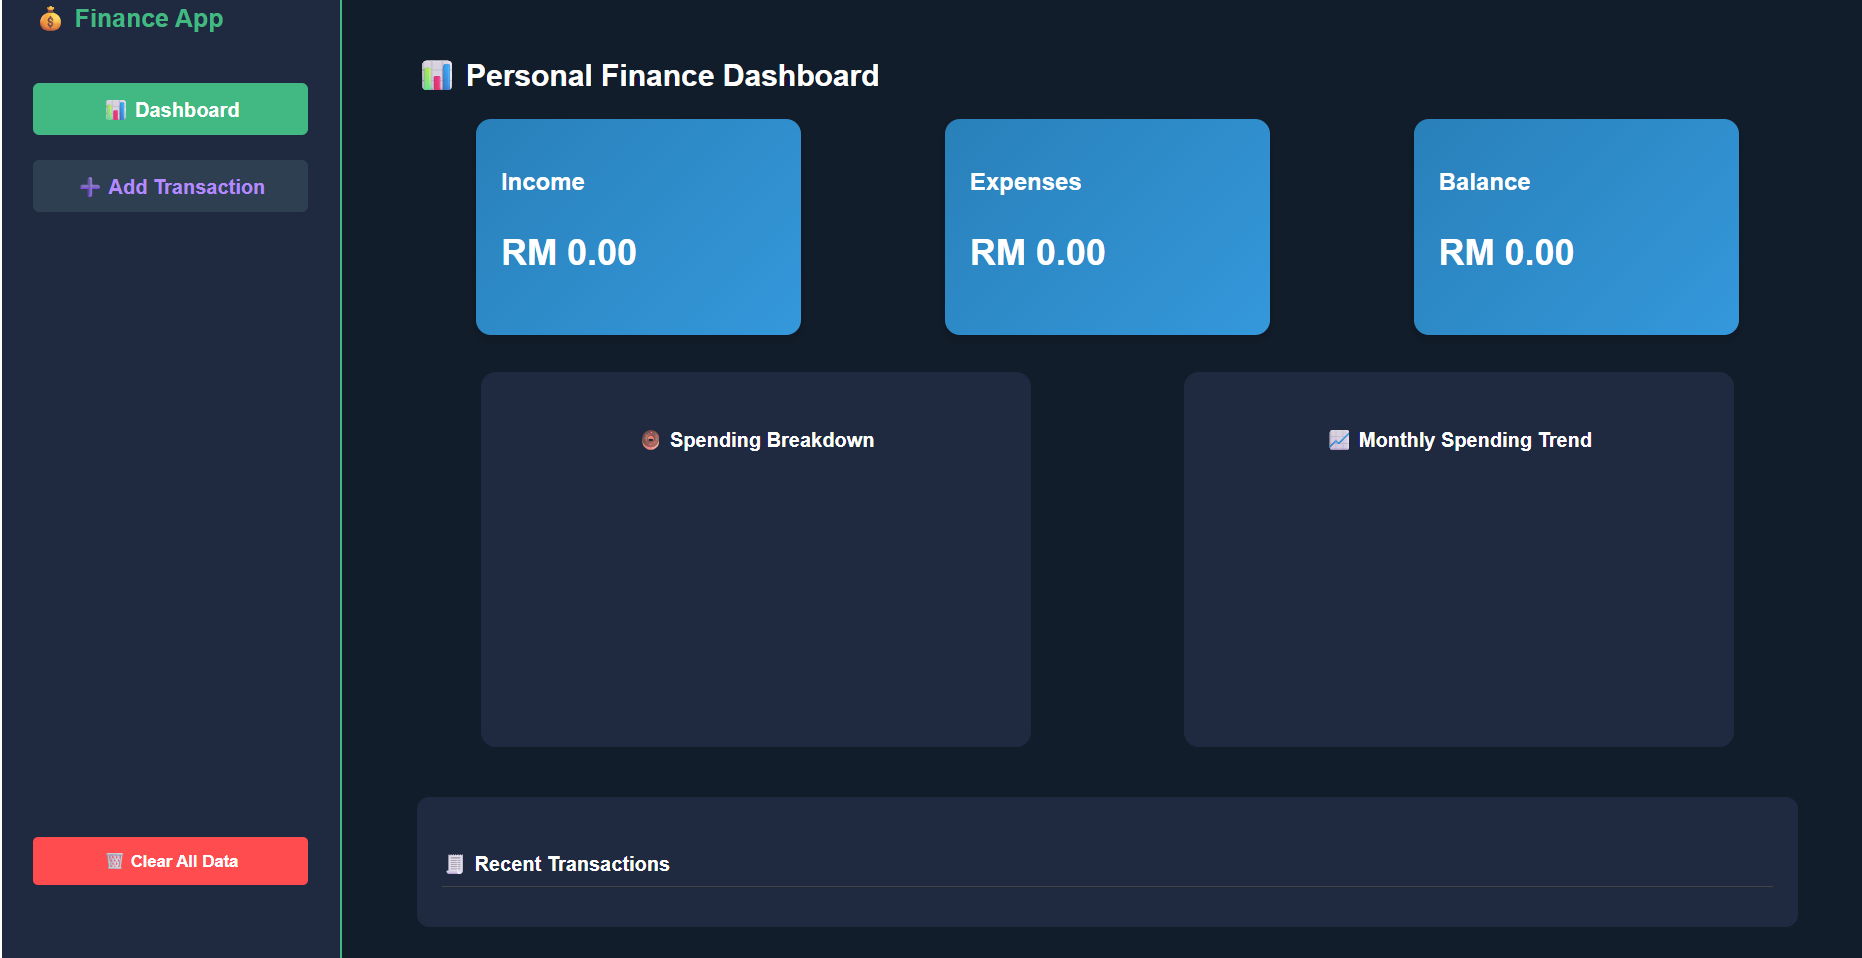 Finance App
Dashboard
Add Transaction
Clear All Data
Personal Finance Dashboard
Income
RM 0.00
Expenses
RM 0.00
Balance
RM 0.00
Spending Breakdown
Monthly Spending Trend
Recent Transactions